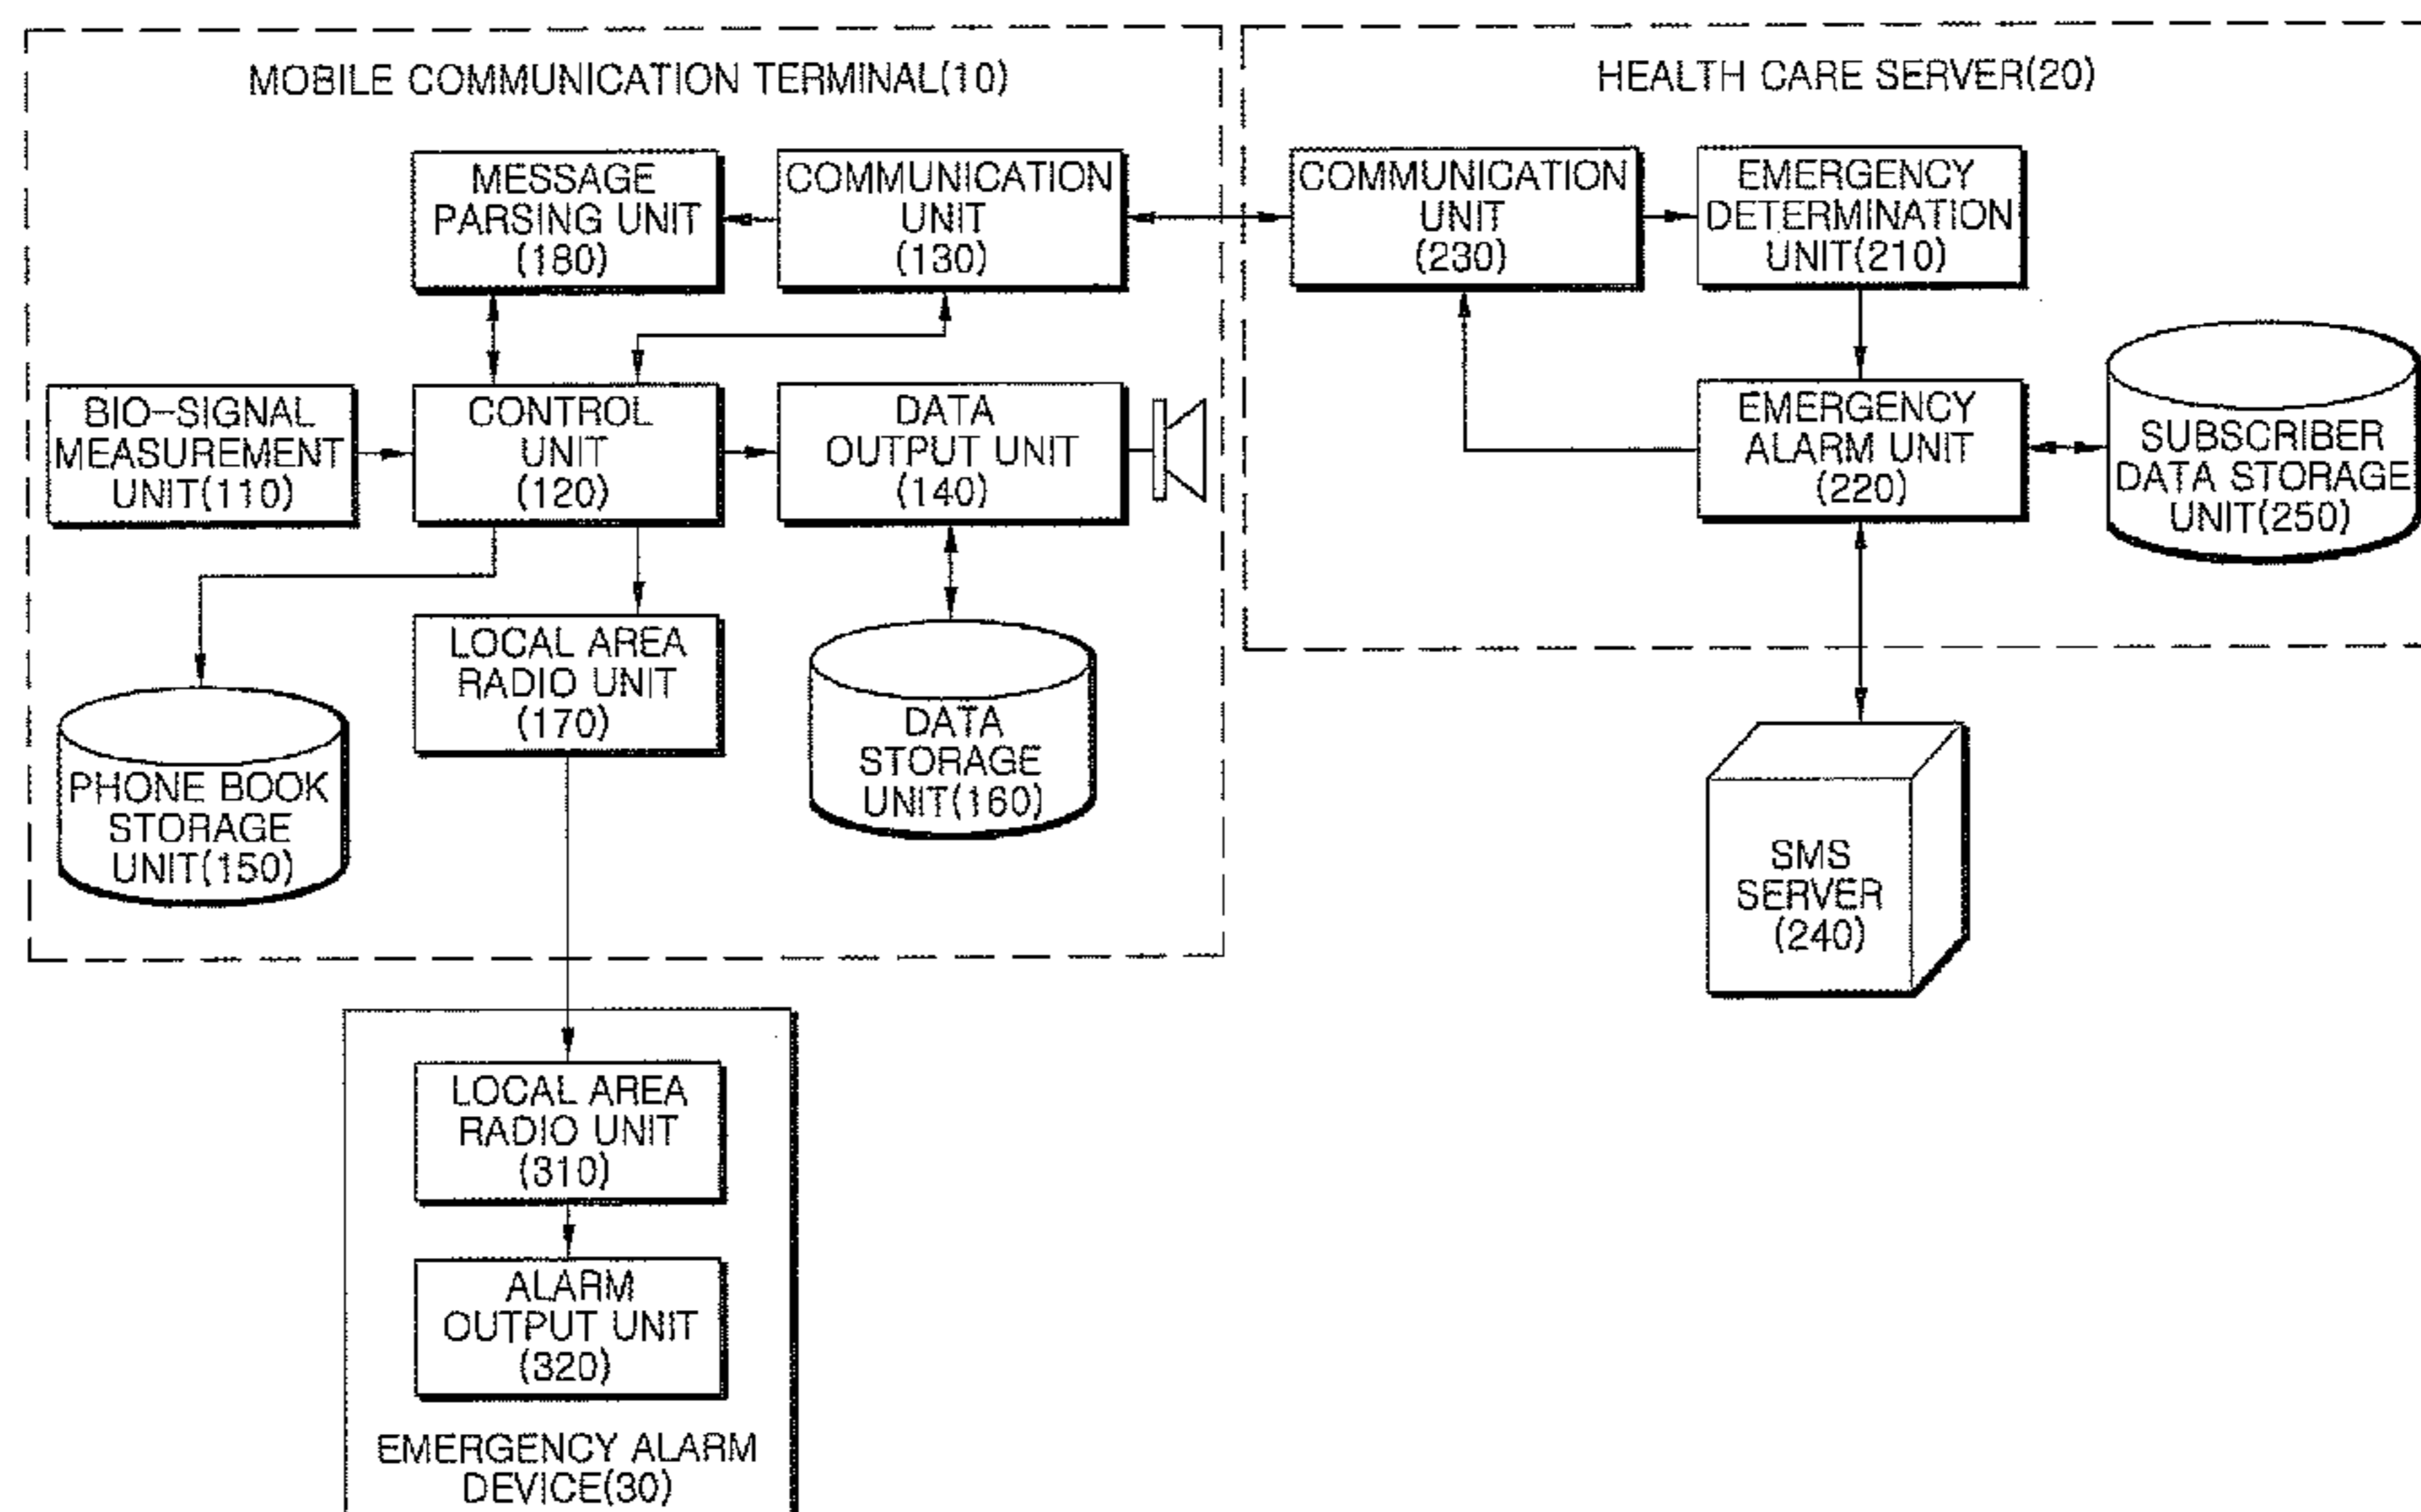 MOBILE COMMUNICATION TERMINAL(10)
MESSAGE
PARSING UNIT
(180)
COMMUNICATION
UNIT
(130)
BIO-SIGNAL
MEASUREMENT
UNIT(110)
CONTROL
UNIT
(120)
DATA
OUTPUT UNIT
(140)
LOCAL AREA
RADIO UNIT
(170)
PHONE BOOK
STORAGE
UNIT(150)
DATA
STORAGE
UNIT(160)
HEALTH CARE SERVER(20)
COMMUNICATION
UNIT
(230)
EMERGENCY
DETERMINATION
UNIT(210)
EMERGENCY
ALARM UNIT
(220)
SUBSCRIBER
DATA STORAGE
UNIT(250)
SMS
SERVER
(240)
LOCAL AREA
RADIO UNIT
(310)
ALARM
OUTPUT UNIT
(320)
EMERGENCY ALARM
DEVICE(30)